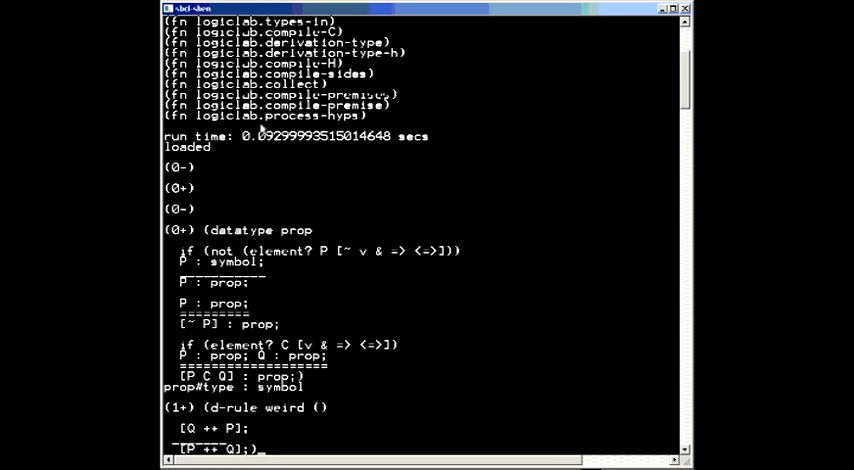 sbcl-shen
(fn logiclab.types-in)
(fn logiclab.compile-C)
(fn logiclab.derivation-type)
(fn logiclab.derivation-type-h)
(fn logiclab.compile-H)
(fn logiclab.compile-sides)
(fn logiclab.collect)
(fn logiclab.compile-premises)
(fn logiclab.compile-premise)
(fn logiclab.process-hyps)
run time: 0.09299993515014648 secs
loaded
(0-)
(0+)
(0-)
(0+) (datatype prop
if (not (element? P [~ v & => <=>]))
P : symbol;
___________
P : prop;
P : prop;
=========
[~ P] : prop;
if (element? C [v & => <=>])
P : prop; Q : prop;
===================
[P C Q] : prop;)
prop#type : symbol
(1+) (d-rule weird ()
[Q ++ P];
_______
[P ++ Q];)